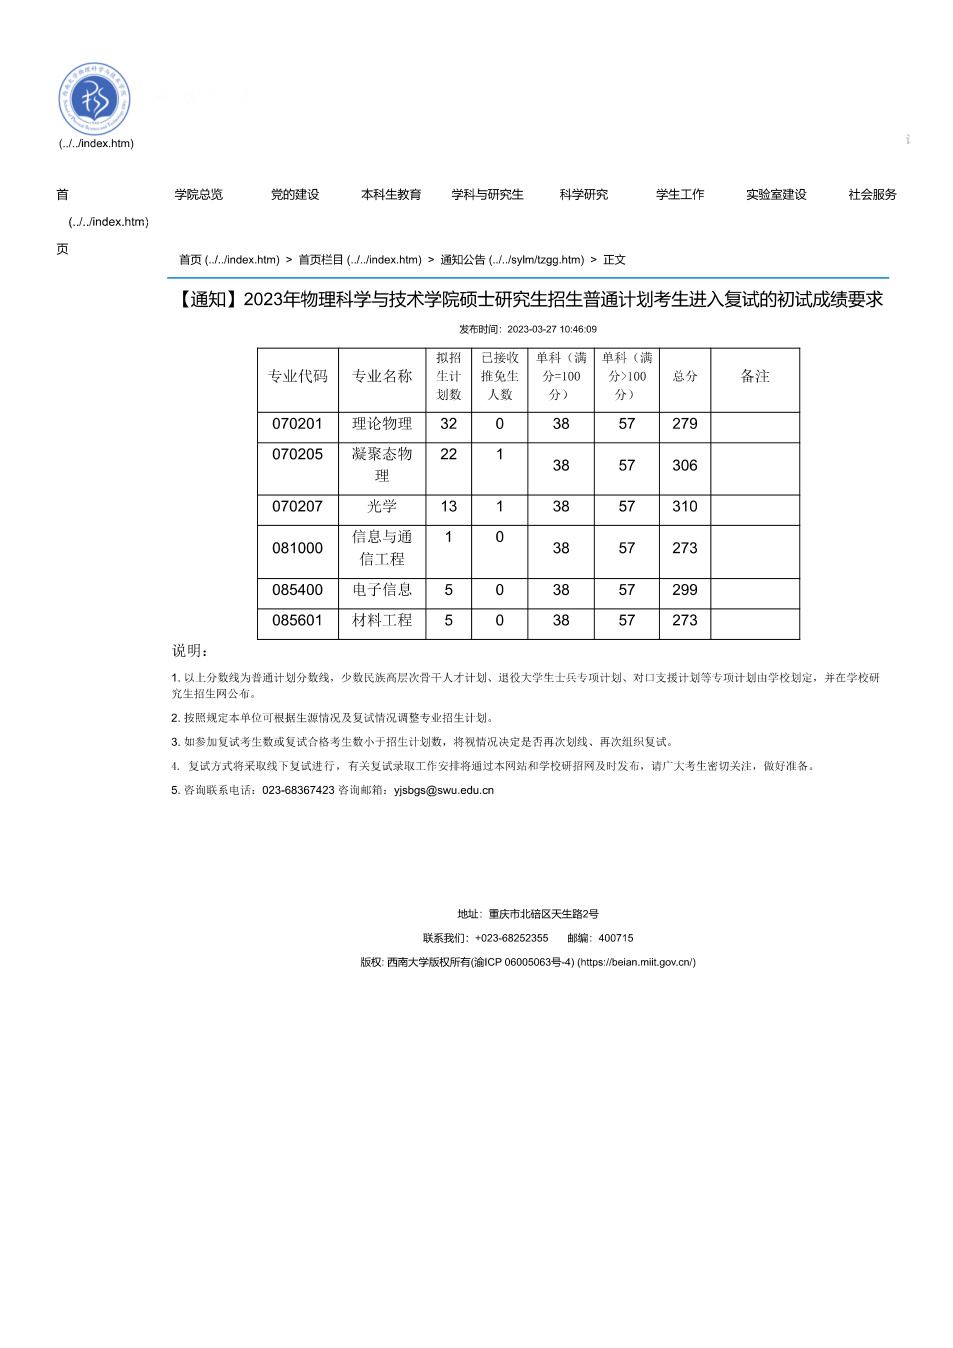 西南大学物理科学与技术学院
School of Physical Science and Technology
(../../index.htm)
首 学院总览 党的建设 本科生教育 学科与研究生 科学研究 学生工作 实验室建设 社会服务
(../../index.htm)
页
首页 (../../index.htm) > 首页栏目 (../../index.htm) > 通知公告 (../../sylm/tzgg.htm) > 正文
【通知】2023年物理科学与技术学院硕士研究生招生普通计划考生进入复试的初试成绩要求
发布时间：2023-03-27 10:46:09
专业代码 专业名称 拟招生计划数 已接收推免生人数 单科（满分=100分） 单科（满分>100分） 总分 备注
070201 理论物理 32 0 38 57 279
070205 凝聚态物理 22 1 38 57 306
070207 光学 13 1 38 57 310
081000 信息与通信工程 1 0 38 57 273
085400 电子信息 5 0 38 57 299
085601 材料工程 5 0 38 57 273
说明：
1. 以上分数线为普通计划分数线，少数民族高层次骨干人才计划、退役大学生士兵专项计划、对口支援计划等专项计划由学校划定，并在学校研
究生招生网公布。
2. 按照规定本单位可根据生源情况及复试情况调整专业招生计划。
3. 如参加复试考生数或复试合格考生数小于招生计划数，将视情况决定是否再次划线、再次组织复试。
4. 复试方式将采取线下复试进行，有关复试录取工作安排将通过本网站和学校研招网及时发布，请广大考生密切关注，做好准备。
5. 咨询联系电话：023-68367423 咨询邮箱：yjsbgs@swu.edu.cn
地址：重庆市北碚区天生路2号
联系我们：+023-68252355 邮编：400715
版权: 西南大学版权所有(渝ICP 06005063号-4) (https://beian.miit.gov.cn/)